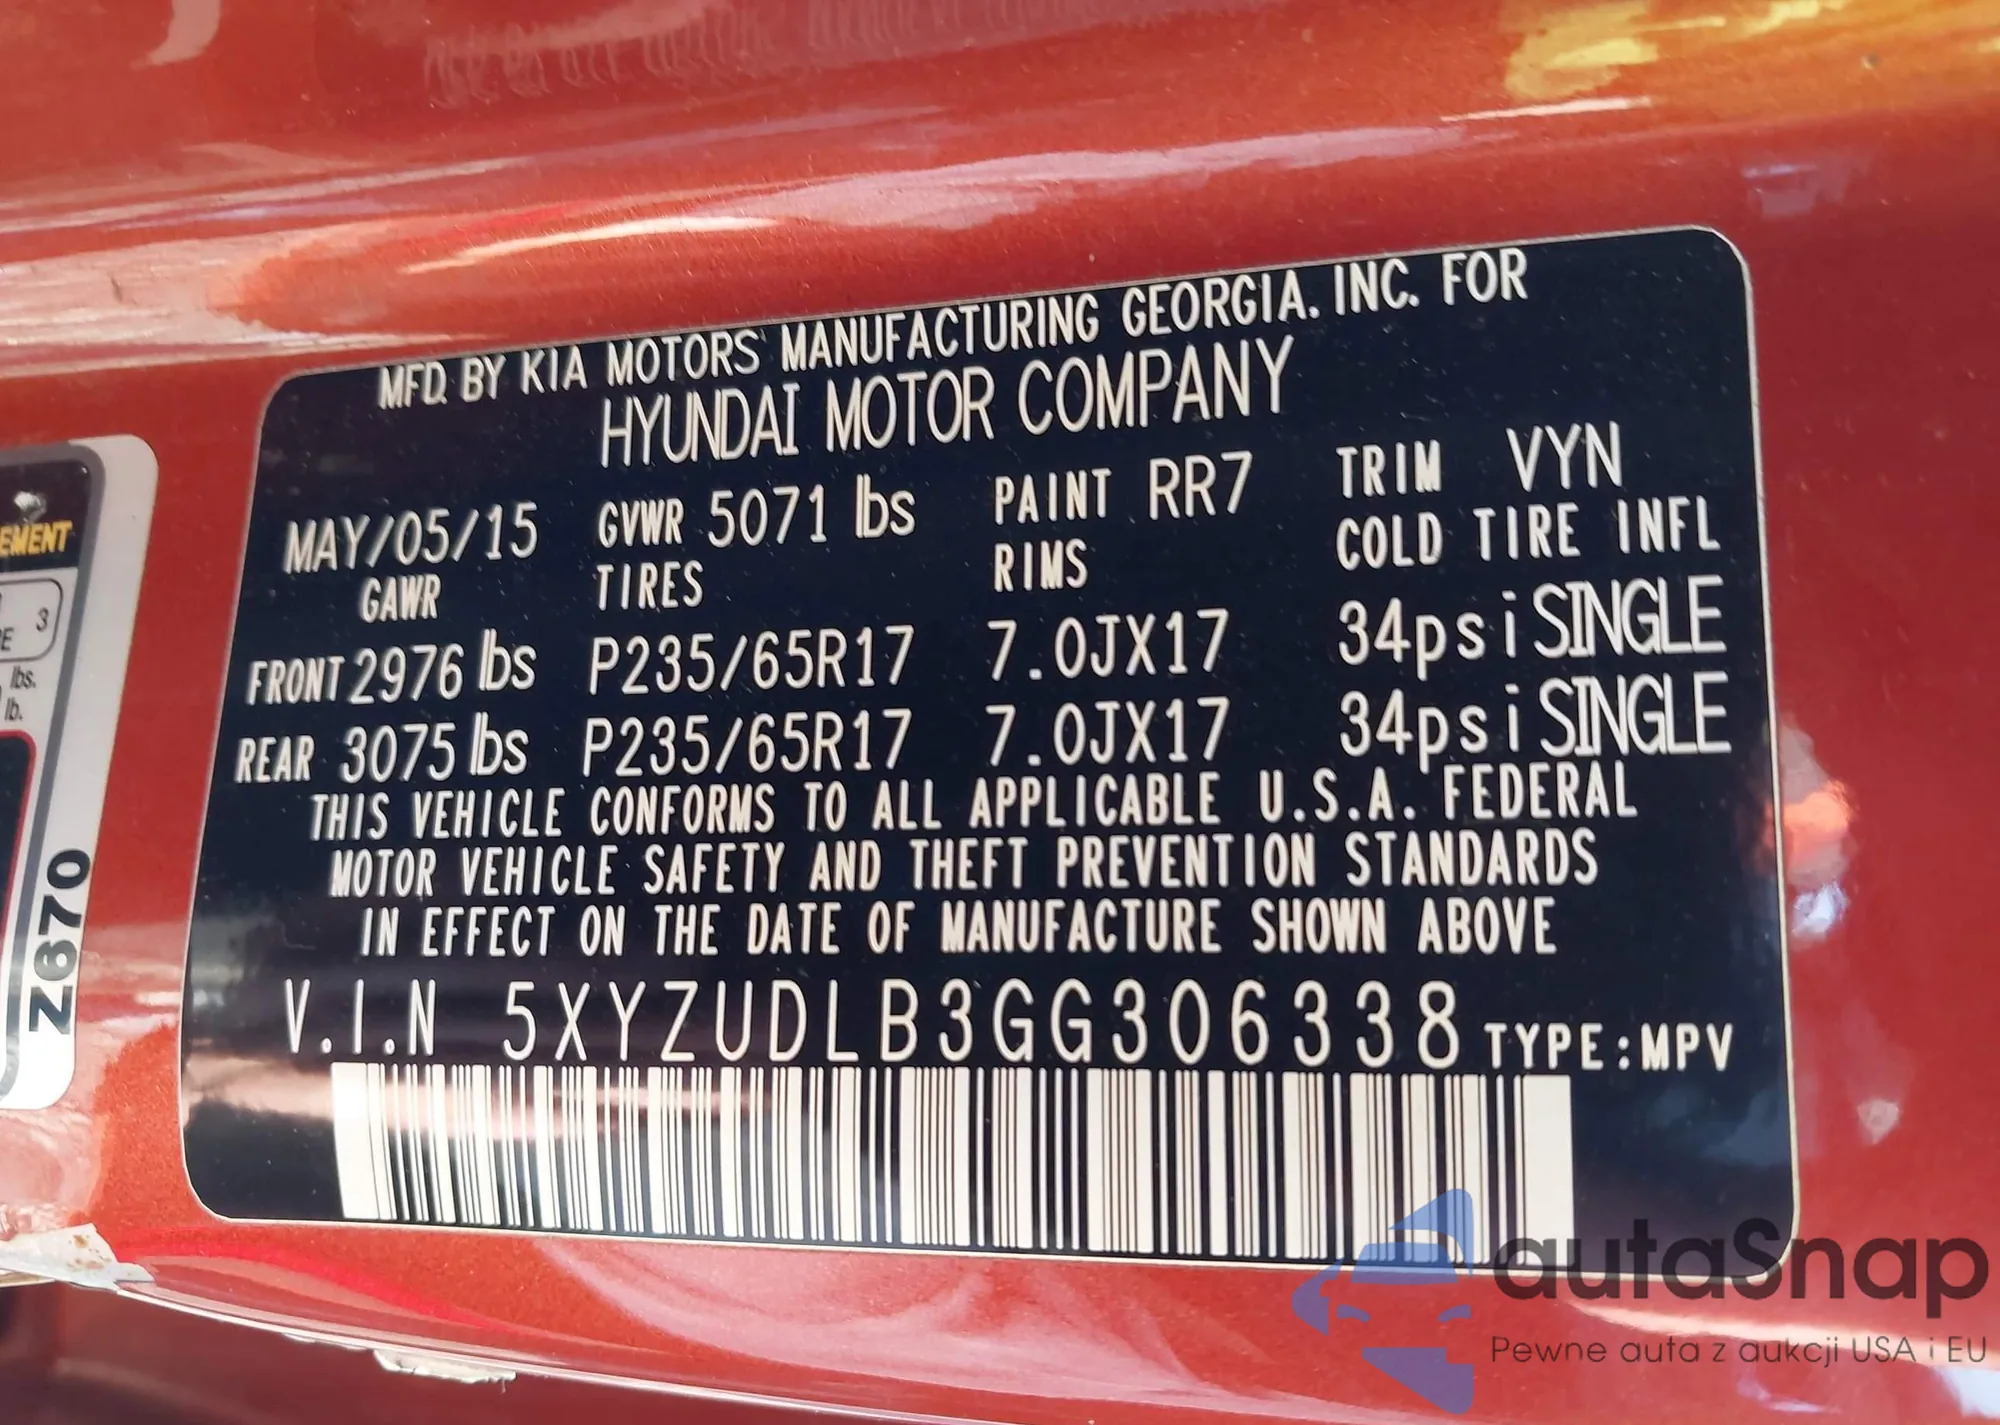 MFD. BY KIA MOTORS MANUFACTURING GEORGIA. INC. FOR
HYUNDAI MOTOR COMPANY
MAY/05/15 GVWR 5071 lbs PAINT RR7 TRIM VYN
GAWR TIRES RIMS COLD TIRE INFL
FRONT 2976 lbs P235/65R17 7.0JX17 34psi SINGLE
REAR 3075 lbs P235/65R17 7.0JX17 34psi SINGLE
THIS VEHICLE CONFORMS TO ALL APPLICABLE U.S.A. FEDERAL
MOTOR VEHICLE SAFETY AND THEFT PREVENTION STANDARDS
IN EFFECT ON THE DATE OF MANUFACTURE SHOWN ABOVE
V.I.N 5XYZUDLB3GG306338 TYPE:MPV
EMENT
3
lbs.
lb.
Z670
autaSnap
Pewne auta z aukcji USA i EU